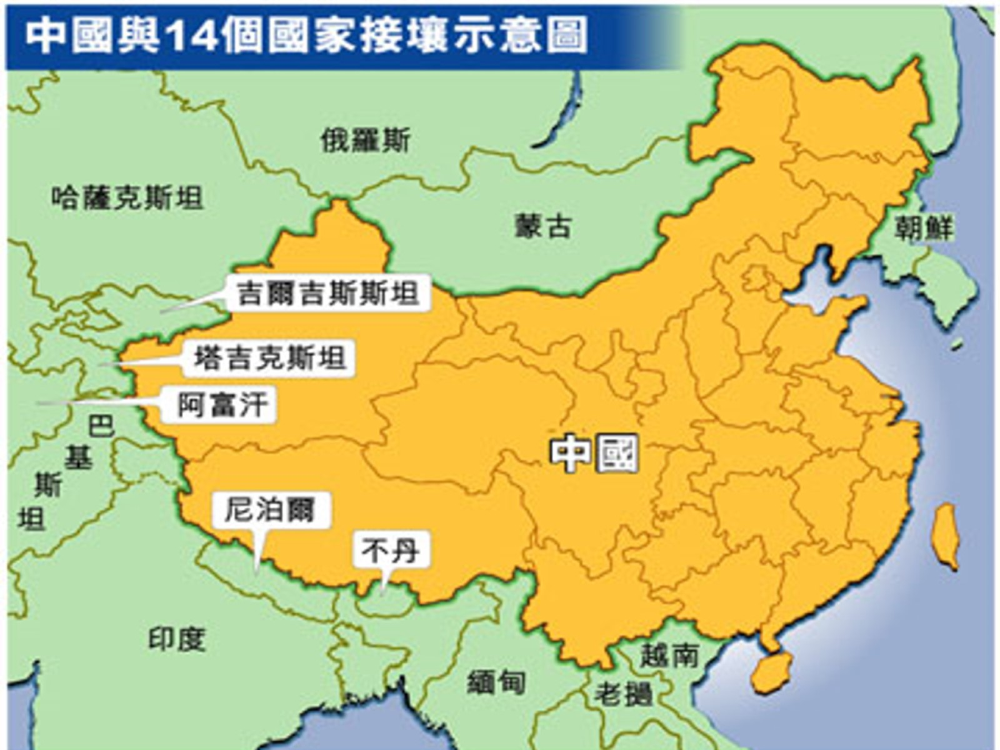 中國與14個國家接壤示意圖
俄羅斯
哈薩克斯坦
蒙古
朝鮮
吉爾吉斯斯坦
塔吉克斯坦
阿富汗
巴基斯坦
中國
尼泊爾
不丹
印度
越南
緬甸
老撾